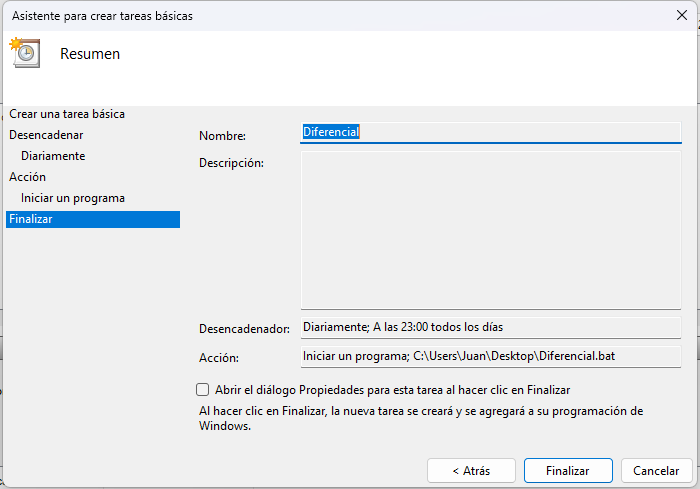 Asistente para crear tareas básicas
Resumen
Crear una tarea básica
Desencadenar
Diariamente
Acción
Iniciar un programa
Finalizar
Nombre:
Diferencial
Descripción:
Desencadenador:
Diariamente; A las 23:00 todos los días
Acción:
Iniciar un programa; C:\Users\Juan\Desktop\Diferencial.bat
Abrir el diálogo Propiedades para esta tarea al hacer clic en Finalizar
Al hacer clic en Finalizar, la nueva tarea se creará y se agregará a su programación de
Windows.
< Atrás
Finalizar
Cancelar